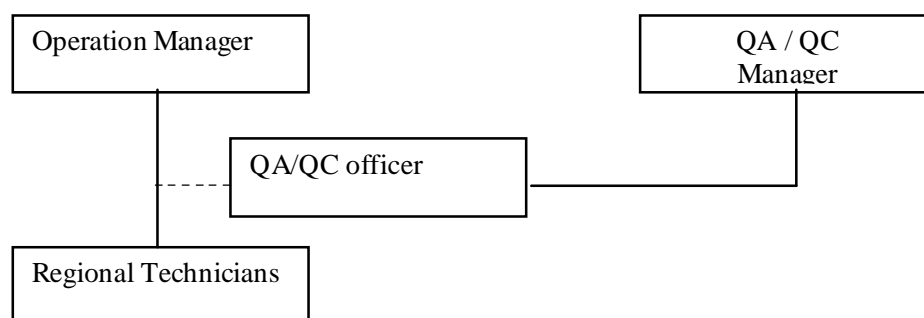 Operation Manager
QA / QC
Manager
QA/QC officer
Regional Technicians